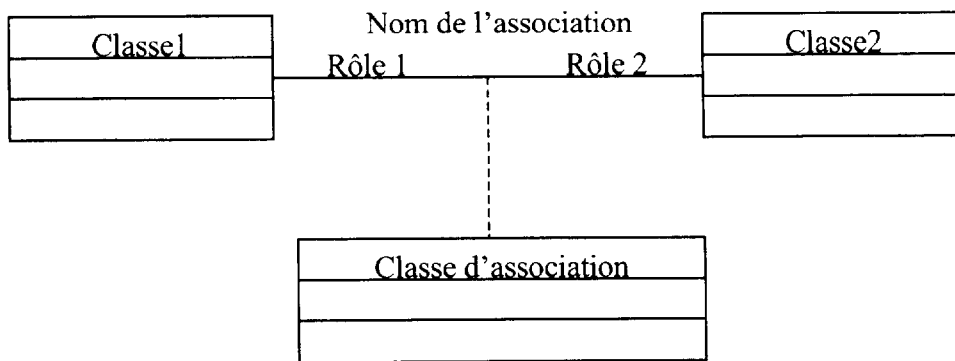 Nom de l'association
Classe1
Classe2
Rôle 1
Rôle 2
Classe d'association